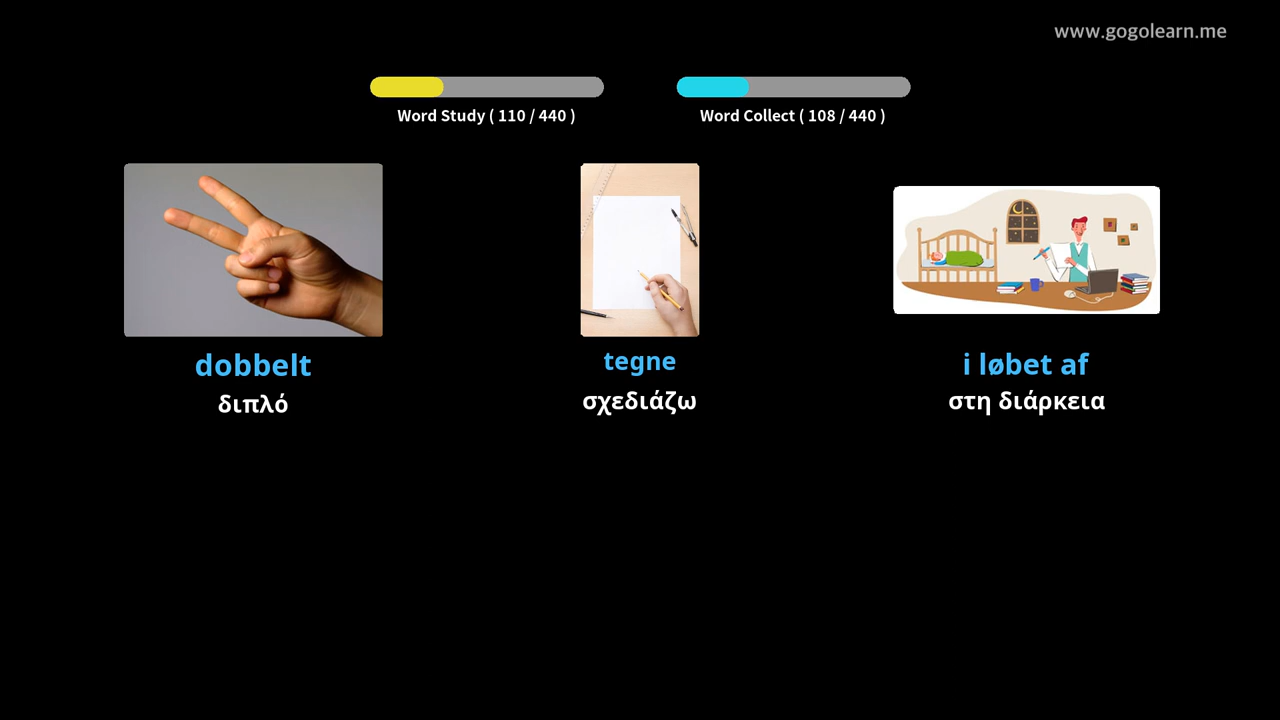 www.gogolearn.me
Word Study ( 110 / 440 )
Word Collect ( 108 / 440 )
dobbelt
διπλό
tegne
σχεδιάζω
i løbet af
στη διάρκεια